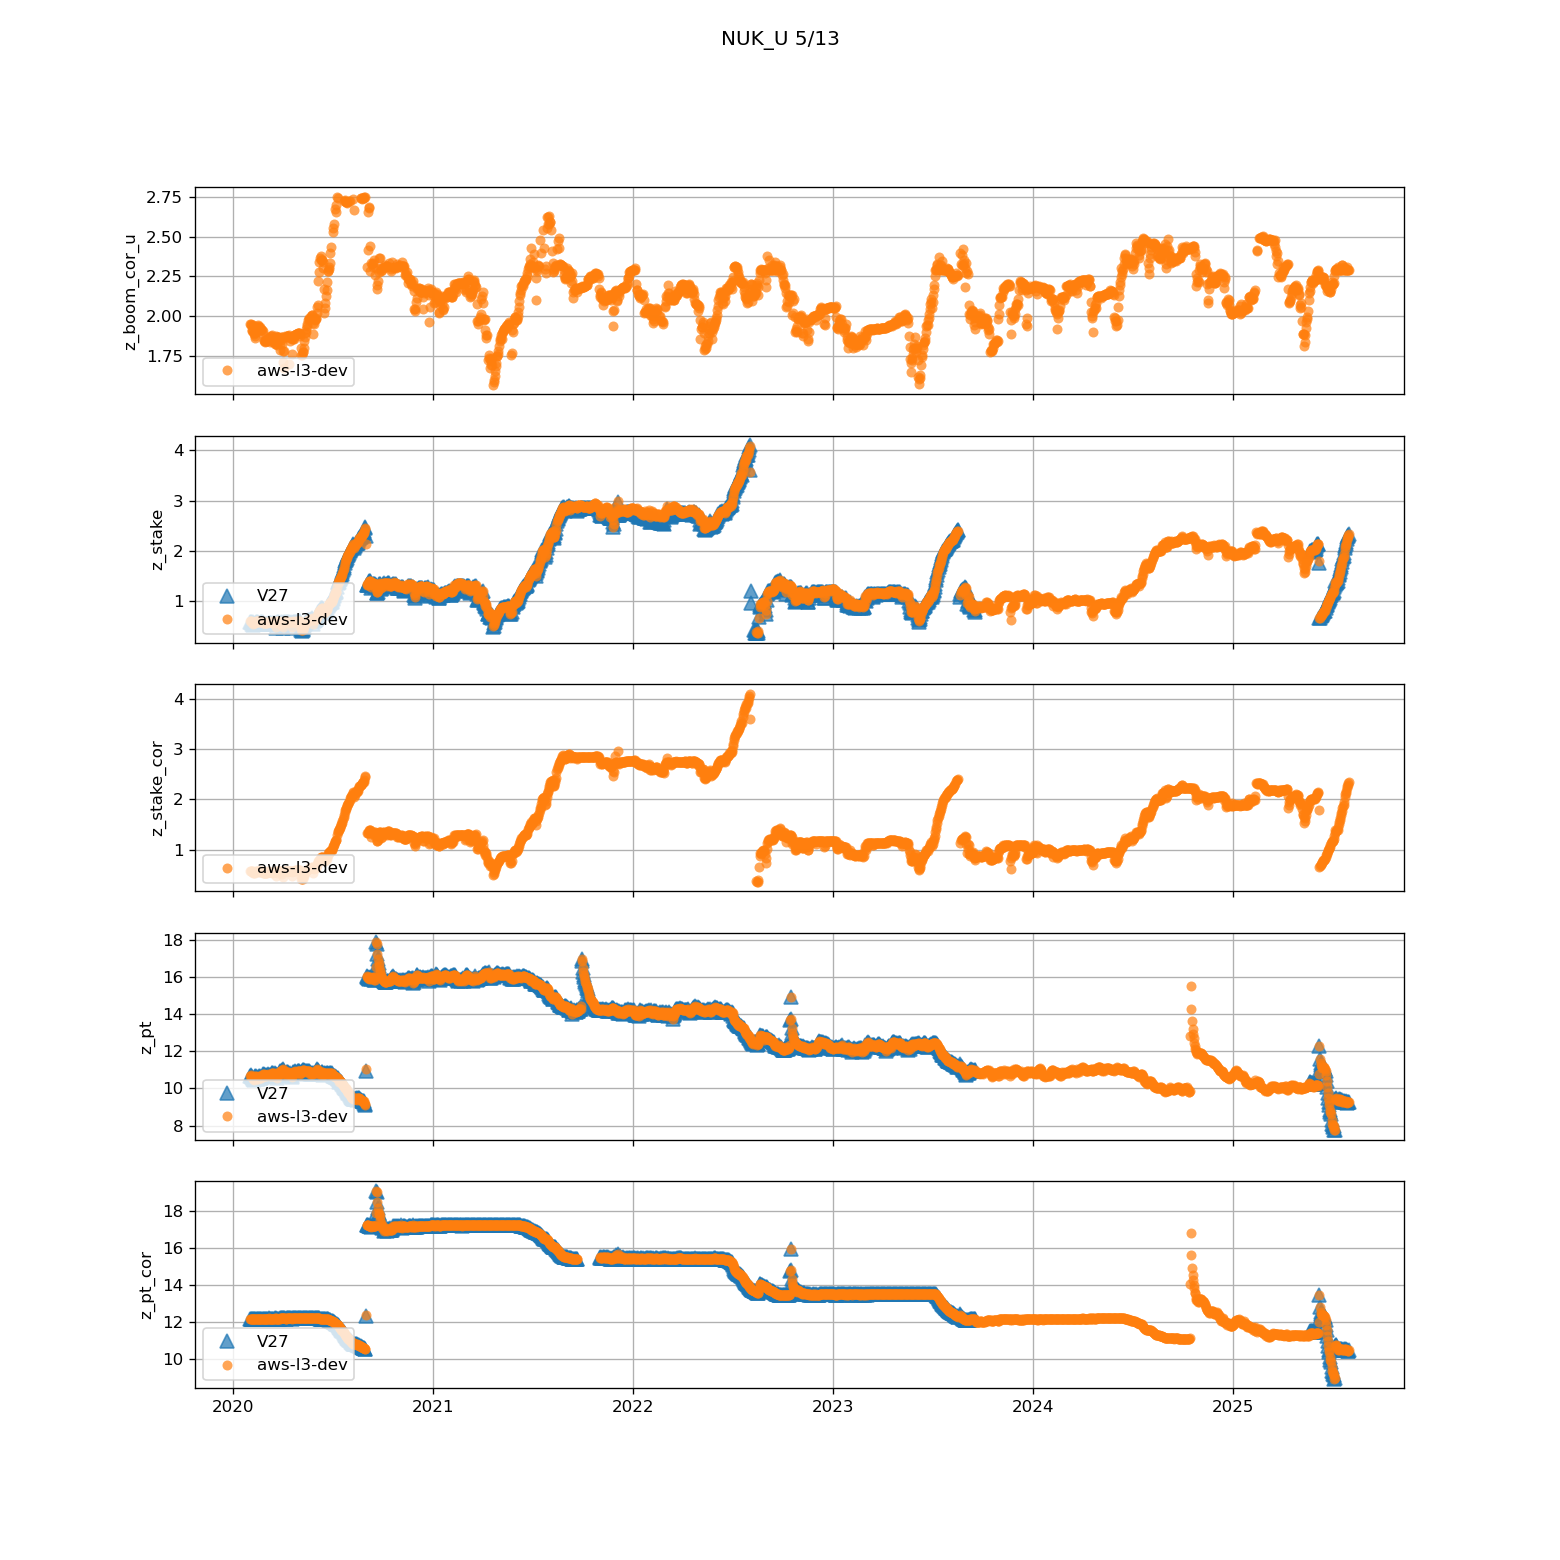 NUK_U 5/13
z_boom_cor_u
2.75
2.50
2.25
2.00
1.75
aws-l3-dev
z_stake
4
3
2
1
V27
aws-l3-dev
z_stake_cor
4
3
2
1
aws-l3-dev
z_pt
18
16
14
12
10
8
V27
aws-l3-dev
z_pt_cor
18
16
14
12
10
V27
aws-l3-dev
2020 2021 2022 2023 2024 2025